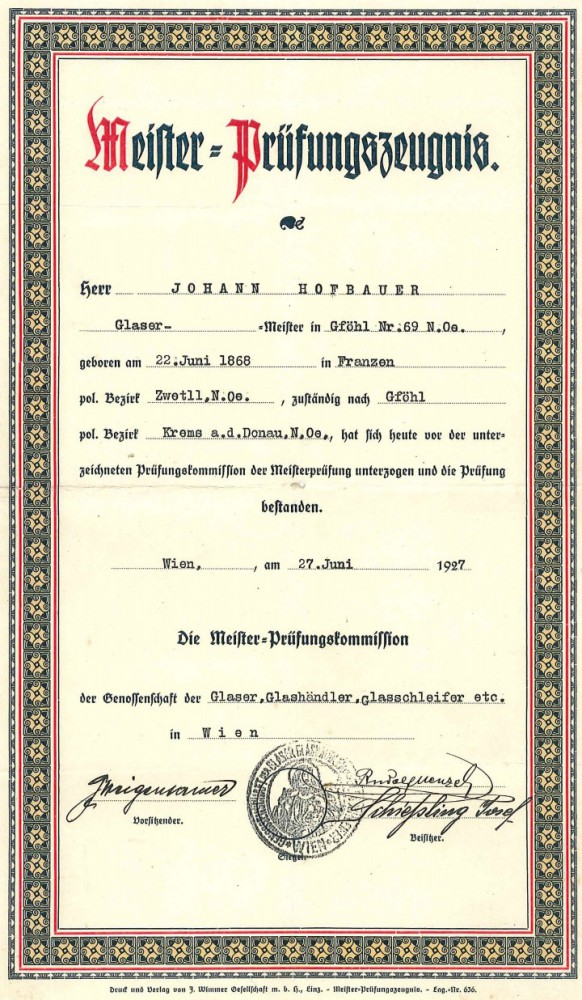 Meister-Prüfungszeugnis.
Herr JOHANN HOFBAUER
Glaser- -Meister in Gföhl Nr.69 N.Oe. ,
geboren am 22.Juni 1868 in Franzen
pol. Bezirk Zwetll,N.Oe. , zuständig nach Gföhl
pol. Bezirk Krems a.d.Donau,N.Oe., hat sich heute vor der unter-
zeichneten Prüfungskommission der Meisterprüfung unterzogen und die Prüfung
bestanden.
Wien, , am 27.Juni 1927
Die Meister-Prüfungskommission
der Genossenschaft der Glaser,Glashändler,Glasschleifer etc.
in Wien
Schießling Josef
Vorsitzender.
WIEN
Siegel
Beisitzer.
Druck und Verlag von J. Wimmer Gesellschaft m. b. H., Linz. - Meister-Prüfungszeugnis. - Lag.-Nr. 636.